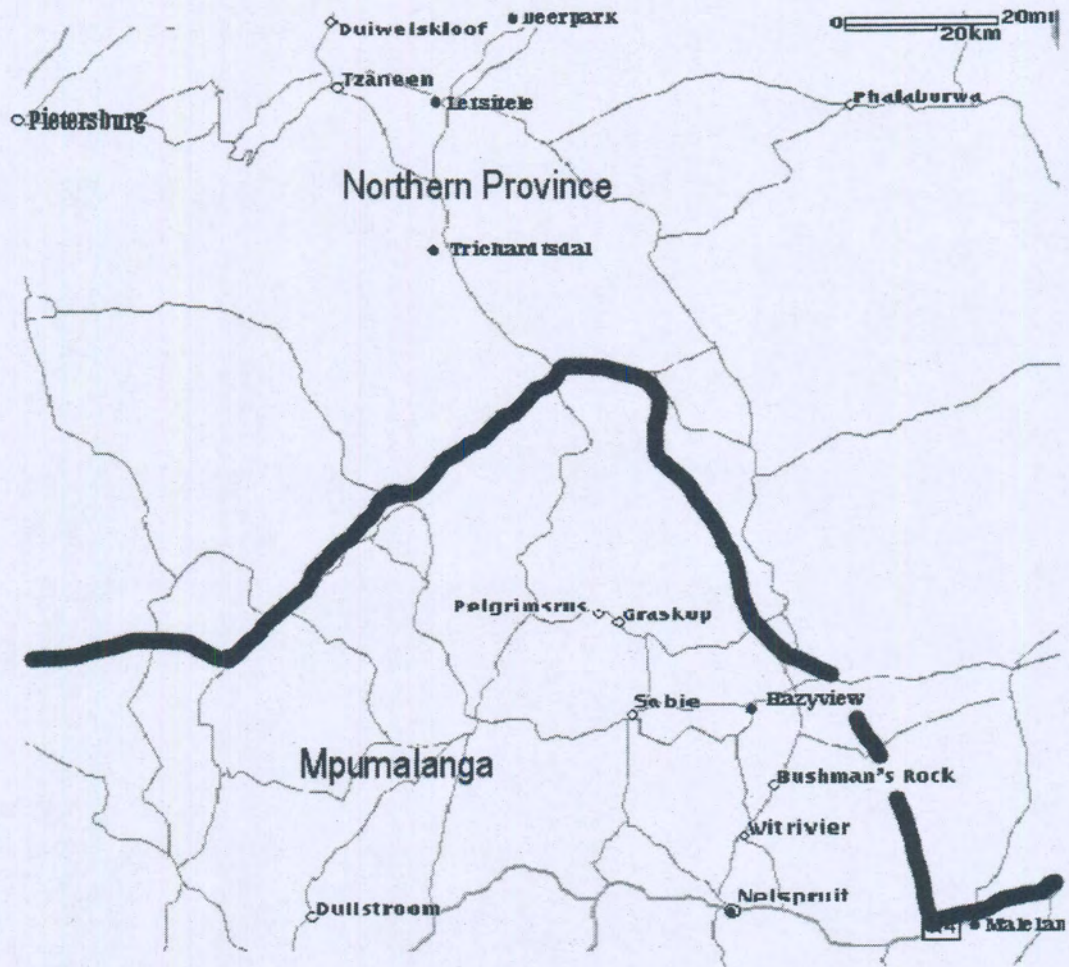 Duiwelskloof
Deerpark
0 20mi
20km
Tzaneen
Letsitele
Phalaburwa
Pietersburg
Northern Province
Trichardtsdal
Pelgrimsrus
Graskop
Sabie
Hazyview
Mpumalanga
Bushman's Rock
Witrivier
Nelspruit
Dullstroom
Malelan